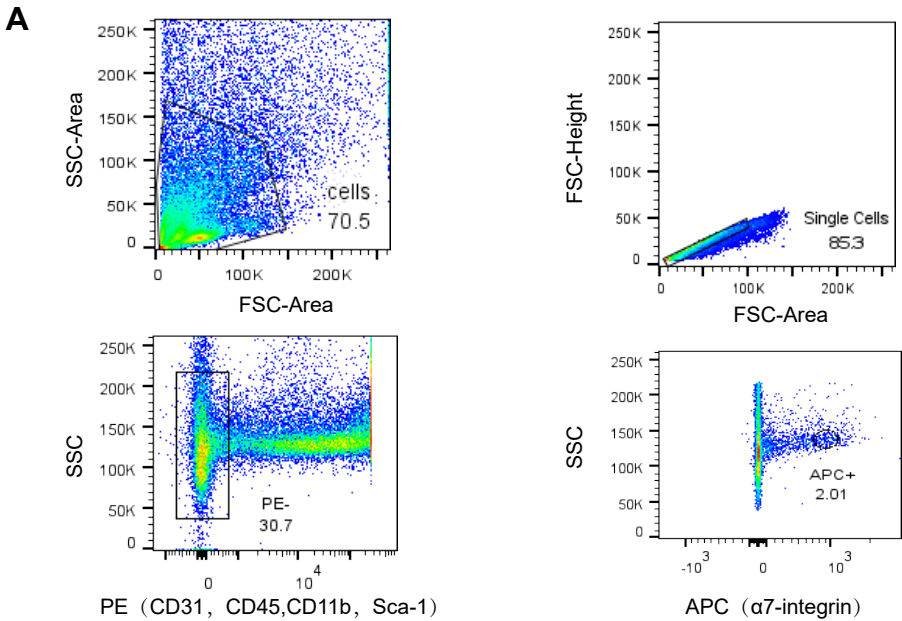 A
250K
200K
150K
100K
50K
0
SSC-Area
cells
70.5
0
100K
200K
FSC-Area
250K
200K
150K
100K
50K
0
FSC-Height
Single Cells
85.3
0
100K
200K
FSC-Area
250K
200K
150K
100K
50K
0
SSC
PE-
30.7
0
10^4
PE（CD31，CD45,CD11b，Sca-1）
250K
200K
150K
100K
50K
0
SSC
APC+
2.01
-10^3
0
10^3
APC（α7-integrin）